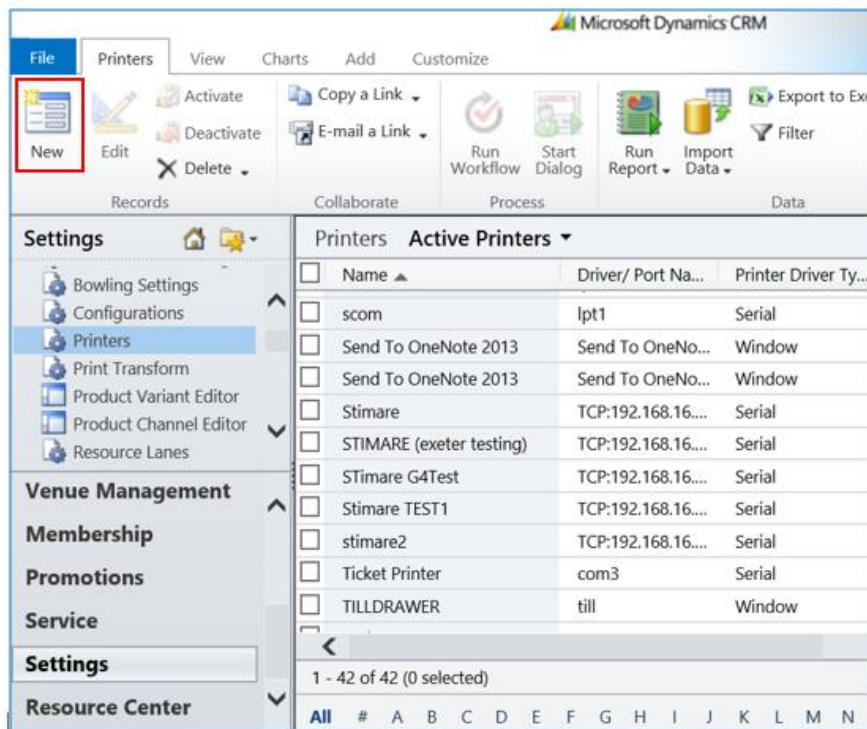 Microsoft Dynamics CRM
File Printers View Charts Add Customize
New
Edit
Activate
Deactivate
Delete
Records
Copy a Link
E-mail a Link
Collaborate
Run Workflow
Start Dialog
Process
Run Report
Import Data
Export to Exc
Filter
Data
Settings
Bowling Settings
Configurations
Printers
Print Transform
Product Variant Editor
Product Channel Editor
Resource Lanes
Venue Management
Membership
Promotions
Service
Settings
Resource Center
Printers Active Printers
Name Driver/ Port Na... Printer Driver Ty...
scom lpt1 Serial
Send To OneNote 2013 Send To OneNo... Window
Send To OneNote 2013 Send To OneNo... Window
Stimare TCP:192.168.16.... Serial
STIMARE (exeter testing) TCP:192.168.16.... Serial
STimare G4Test TCP:192.168.16.... Serial
Stimare TEST1 TCP:192.168.16.... Serial
stimare2 TCP:192.168.16.... Serial
Ticket Printer com3 Serial
TILLDRAWER till Window
1 - 42 of 42 (0 selected)
All # A B C D E F G H I J K L M N